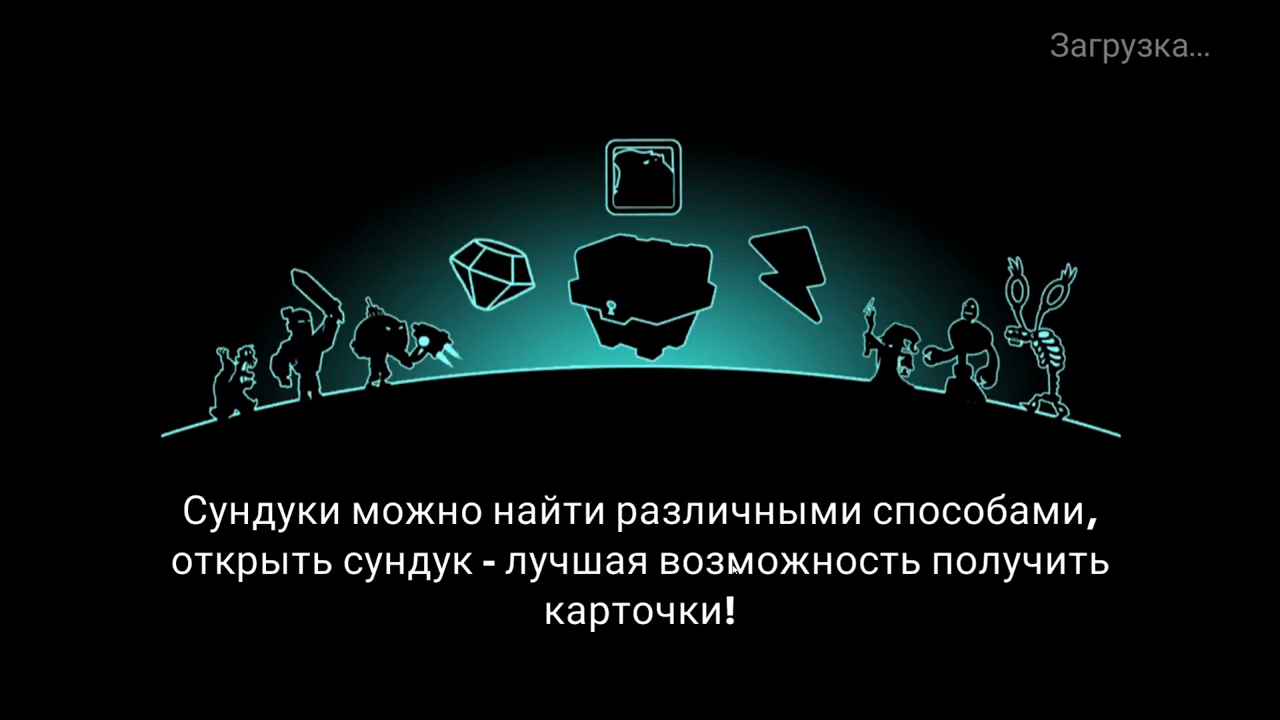 Загрузка...
Сундуки можно найти различными способами,
открыть сундук - лучшая возможность получить
карточки!